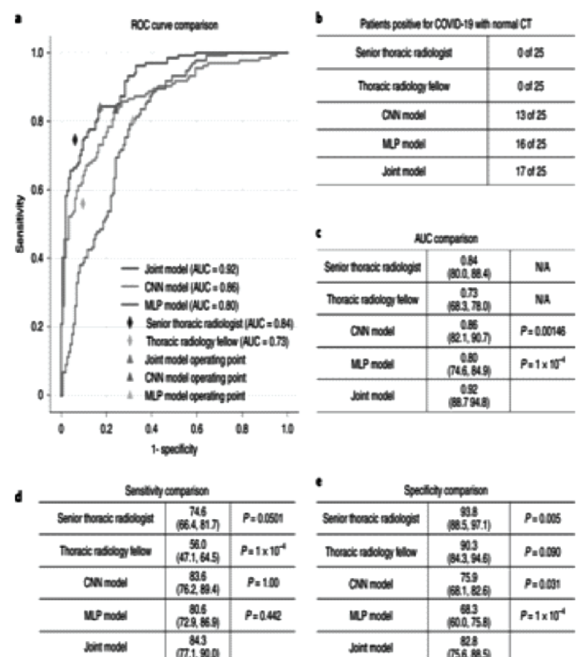 a
ROC curve comparison
1.0
0.8
0.6
0.4
0.2
0
Sensitivity
Joint model (AUC = 0.92)
CNN model (AUC = 0.86)
MLP model (AUC = 0.80)
Senior thoracic radiologist (AUC = 0.84)
Thoracic radiology fellow (AUC = 0.73)
Joint model operating point
CNN model operating point
MLP model operating point
0 0.2 0.4 0.6 0.8 1.0
1- specificity
b
Patients positive for COVID-19 with normal CT
Senior thoracic radiologist 0 of 25
Thoracic radiology fellow 0 of 25
CNN model 13 of 25
MLP model 16 of 25
Joint model 17 of 25
c
AUC comparison
Senior thoracic radiologist 0.84 (80.0, 88.4) N/A
Thoracic radiology fellow 0.73 (68.3, 78.0) N/A
CNN model 0.86 (82.1, 90.7) P = 0.00146
MLP model 0.80 (74.6, 84.9) P = 1 x 10⁻⁴
Joint model 0.92 (88.7 94.8)
d
Sensitivity comparison
Senior thoracic radiologist 74.6 (66.4, 81.7) P = 0.0501
Thoracic radiology fellow 56.0 (47.1, 64.5) P = 1 x 10⁻⁴
CNN model 83.6 (76.2, 89.4) P = 1.00
MLP model 80.6 (72.9, 86.9) P = 0.442
Joint model 84.3 (77.1, 90.0)
e
Specificity comparison
Senior thoracic radiologist 93.8 (88.5, 97.1) P = 0.005
Thoracic radiology fellow 90.3 (84.3, 94.6) P = 0.090
CNN model 75.9 (68.1, 82.6) P = 0.031
MLP model 68.3 (60.0, 75.8) P = 1 x 10⁻⁴
Joint model 82.8 (75.6, 88.5)